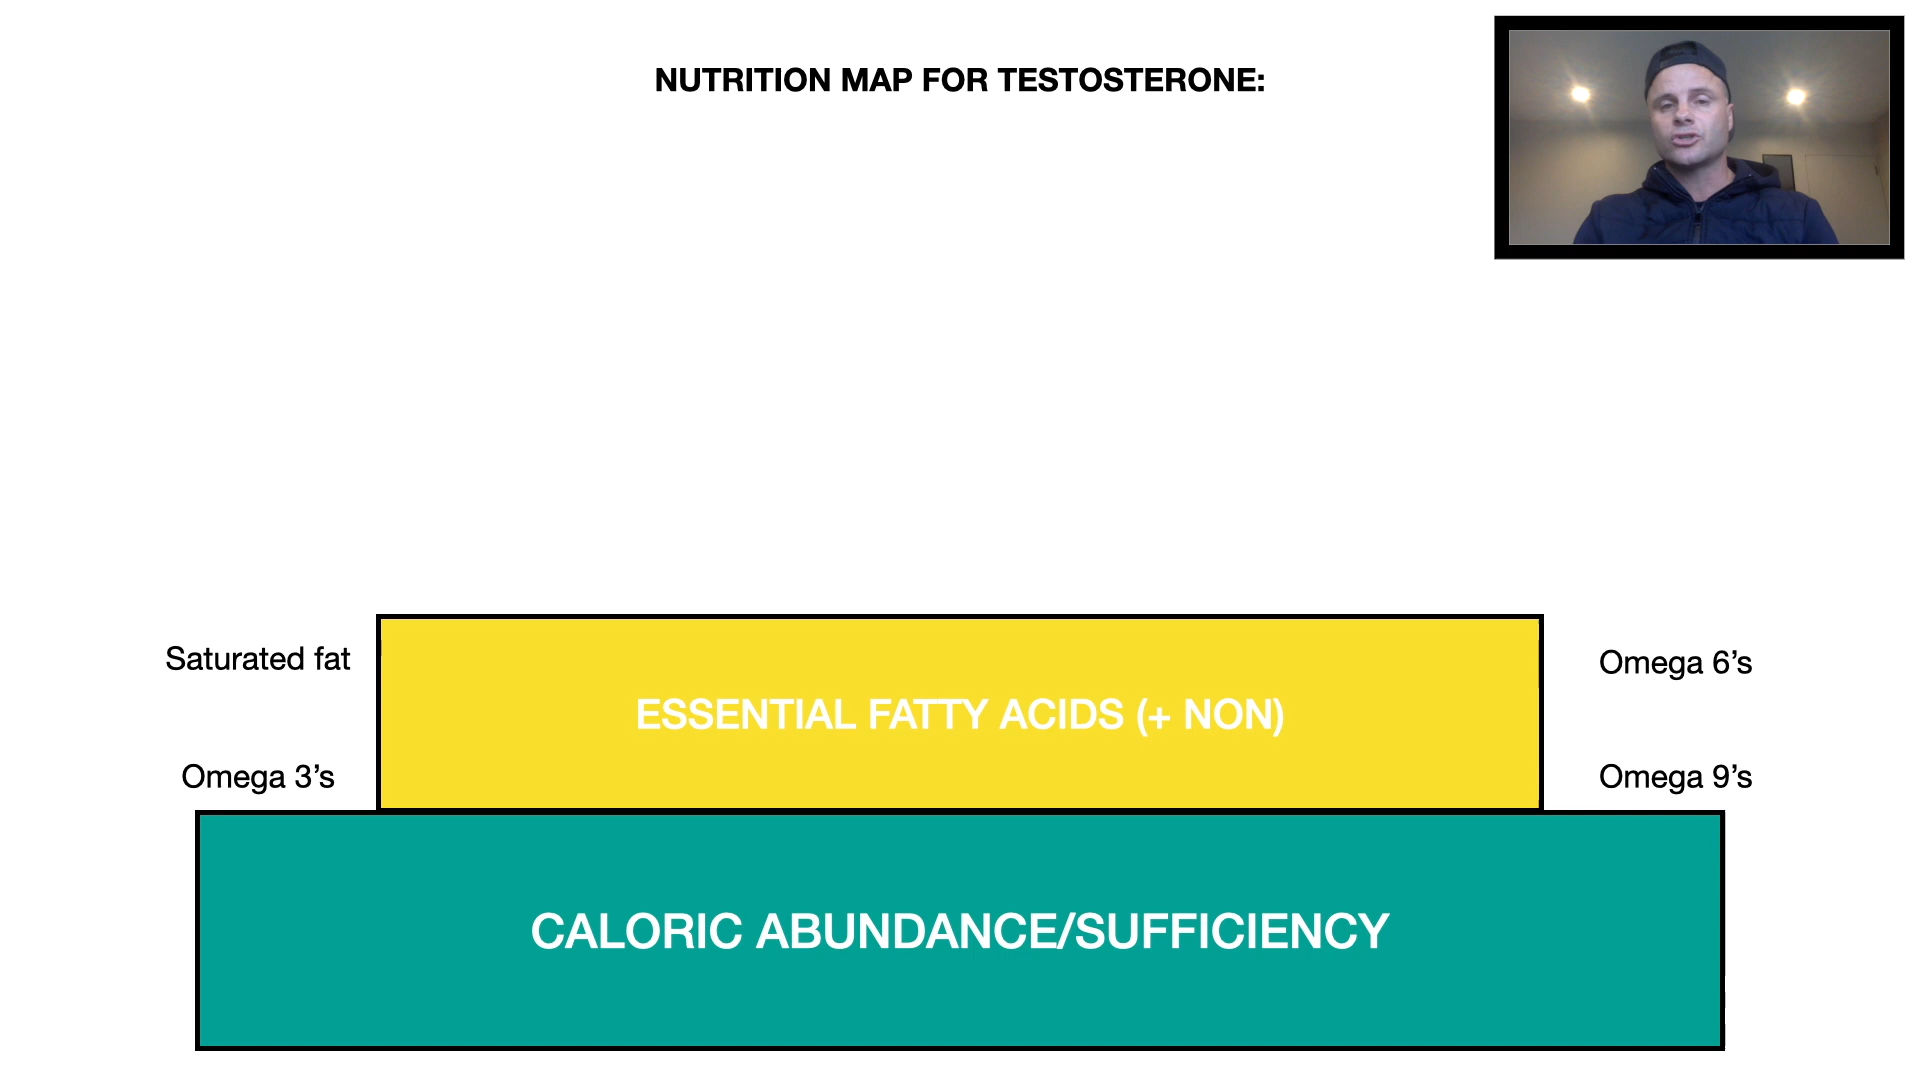 NUTRITION MAP FOR TESTOSTERONE:
Saturated fat
Omega 6’s
ESSENTIAL FATTY ACIDS (+ NON)
Omega 3’s
Omega 9’s
CALORIC ABUNDANCE/SUFFICIENCY